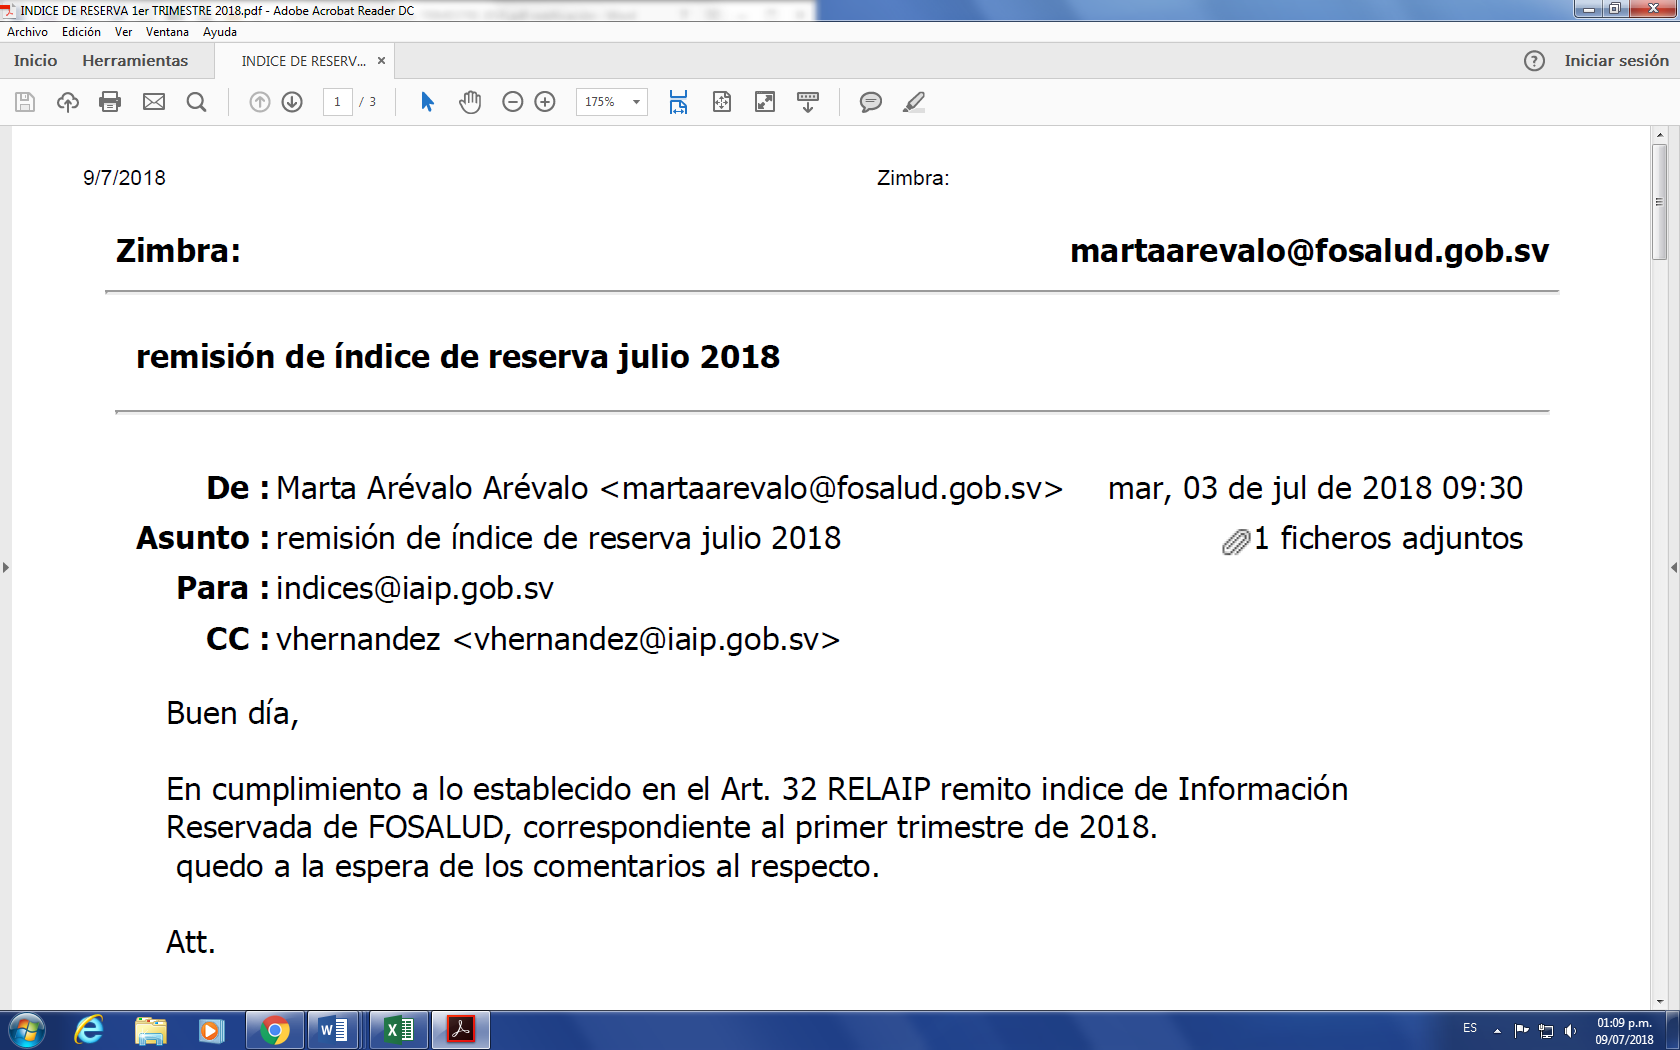 INDICE DE RESERVA 1er TRIMESTRE 2018.pdf - Adobe Acrobat Reader DC
Archivo Edición Ver Ventana Ayuda
Inicio Herramientas INDICE DE RESERV... × ? Iniciar sesión
1 / 3 175%
9/7/2018 Zimbra:
Zimbra: martaarevalo@fosalud.gob.sv
remisión de índice de reserva julio 2018
De : Marta Arévalo Arévalo <martaarevalo@fosalud.gob.sv> mar, 03 de jul de 2018 09:30
Asunto : remisión de índice de reserva julio 2018 1 ficheros adjuntos
Para : indices@iaip.gob.sv
CC : vhernandez <vhernandez@iaip.gob.sv>
Buen día,
En cumplimiento a lo establecido en el Art. 32 RELAIP remito indice de Información
Reservada de FOSALUD, correspondiente al primer trimestre de 2018.
quedo a la espera de los comentarios al respecto.
Att.
ES 01:09 p.m.
09/07/2018